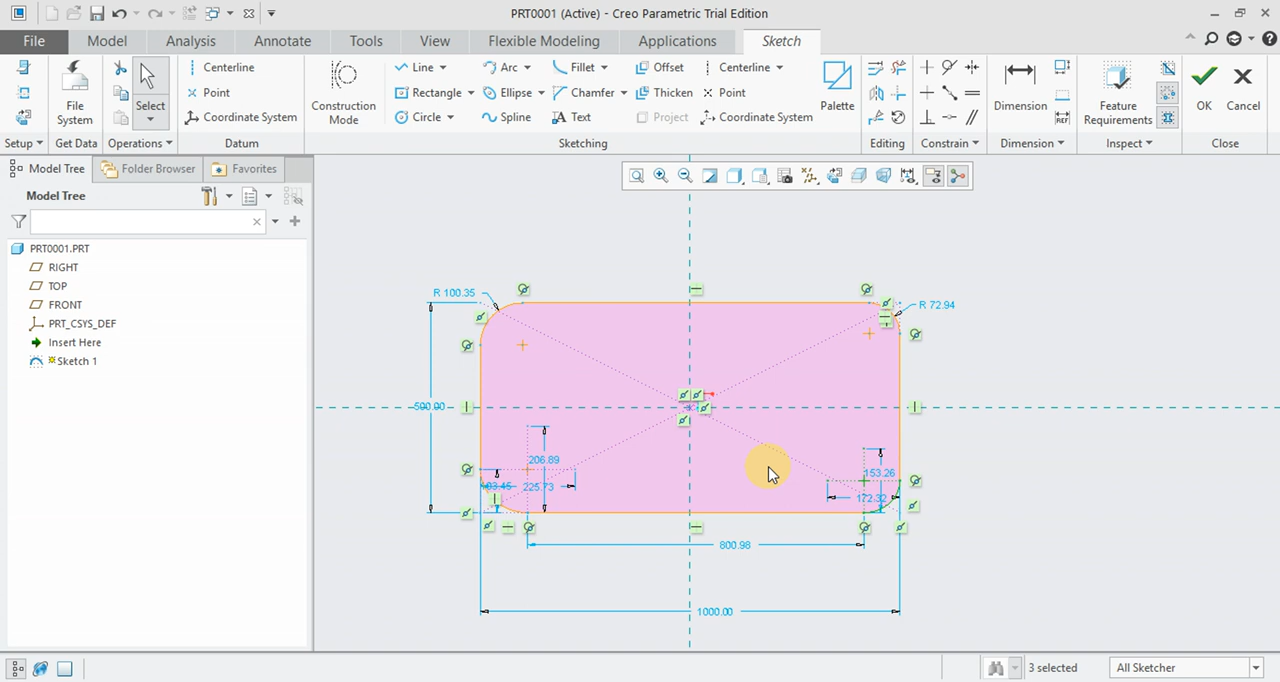 PRT0001 (Active) - Creo Parametric Trial Edition
File Model Analysis Annotate Tools View Flexible Modeling Applications Sketch
Centerline Line Arc Fillet Offset Centerline
Point Rectangle Ellipse Chamfer Thicken Point
Coordinate System Circle Spline Text Project Coordinate System
File System Select Construction Mode Palette Dimension Feature Requirements OK Cancel
Setup Get Data Operations Datum Sketching Editing Constrain Dimension Inspect Close
Model Tree Folder Browser Favorites
Model Tree
PRT0001.PRT
RIGHT
TOP
FRONT
PRT_CSYS_DEF
Insert Here
Sketch 1
R 100.35
R 72.94
500.00
206.89
225.73
153.26
172.32
800.98
1000.00
3 selected All Sketcher